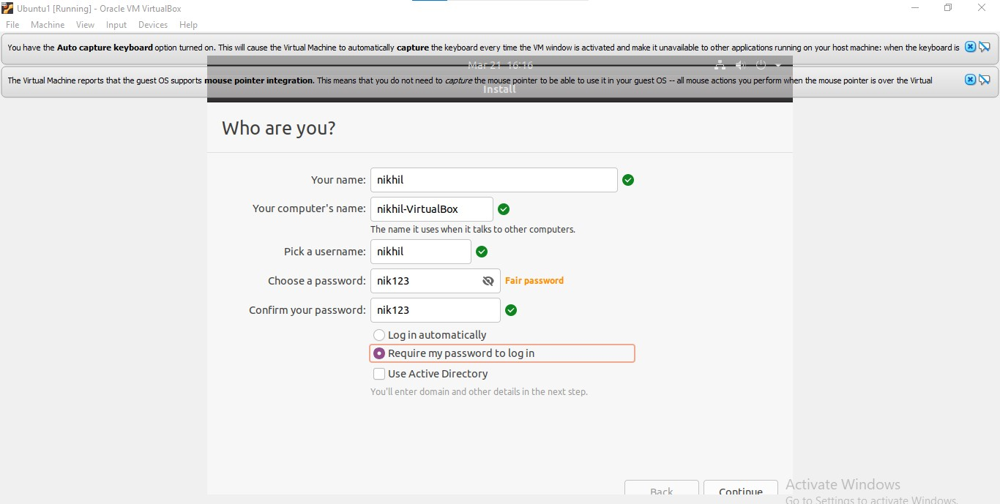 Ubuntu1 [Running] - Oracle VM VirtualBox
File Machine View Input Devices Help
You have the Auto capture keyboard option turned on. This will cause the Virtual Machine to automatically capture the keyboard every time the VM window is activated and make it unavailable to other applications running on your host machine: when the keyboard is
Mar 21 16:16
The Virtual Machine reports that the guest OS supports mouse pointer integration. This means that you do not need to capture the mouse pointer to be able to use it in your guest OS -- all mouse actions you perform when the mouse pointer is over the Virtual
Install
Who are you?
Your name: nikhil
Your computer's name: nikhil-VirtualBox
The name it uses when it talks to other computers.
Pick a username: nikhil
Choose a password: nik123 Fair password
Confirm your password: nik123
Log in automatically
Require my password to log in
Use Active Directory
You'll enter domain and other details in the next step.
Back Continue
Activate Windows
Go to Settings to activate Windows.